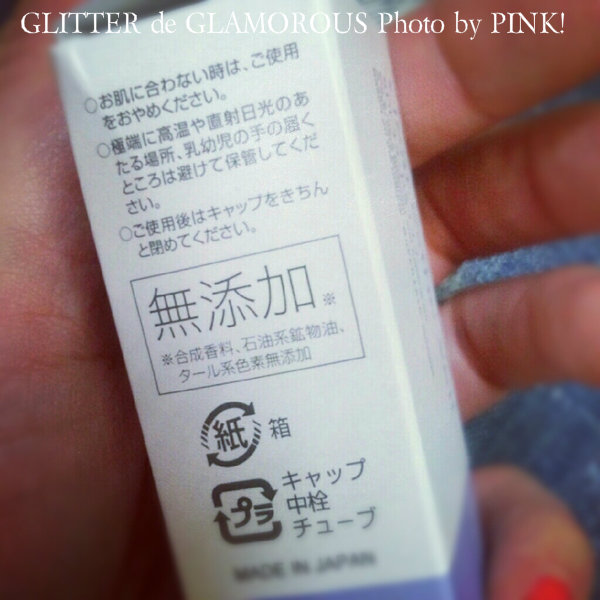 GLITTER de GLAMOROUS Photo by PINK!
○お肌に合わない時は、ご使用
をおやめください。
○極端に高温や直射日光のあ
たる場所、乳幼児の手の届く
ところは避けて保管してくだ
さい。
○ご使用後はキャップをきちん
と閉めてください。
無添加※
※合成香料、石油系鉱物油、
タール系色素無添加
紙 箱
プラ キャップ
中栓
チューブ
MADE IN JAPAN